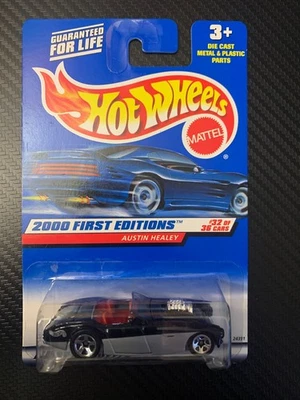 GUARANTEED
FOR LIFE
3+
DIE CAST
METAL & PLASTIC
PARTS
HOT WHEELS
MATTEL
®
2000 FIRST EDITIONS™
#32 OF
36 CARS
AUSTIN HEALEY